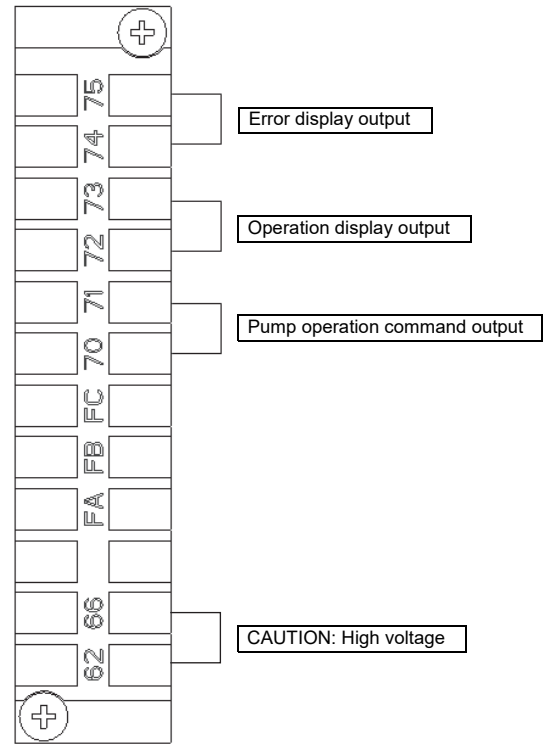 75
Error display output
74
73
Operation display output
72
71
Pump operation command output
70
FC
FB
FA
66
CAUTION: High voltage
62